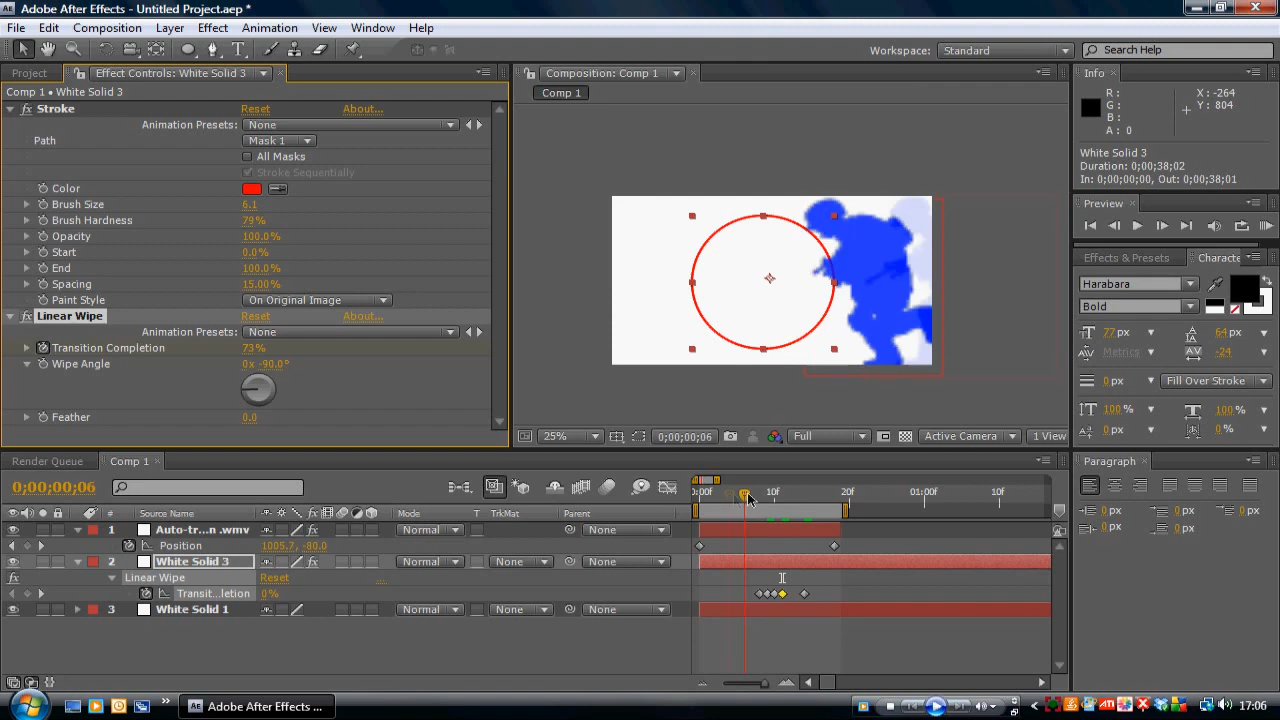 Adobe After Effects - Untitled Project.aep *
File Edit Composition Layer Effect Animation View Window Help
Workspace: Standard Search Help
Project Effect Controls: White Solid 3
Comp 1 • White Solid 3
fx Stroke Reset About...
Animation Presets: None
Path Mask 1
All Masks
Stroke Sequentially
Color
Brush Size 6.1
Brush Hardness 79%
Opacity 100.0%
Start 0.0%
End 100.0%
Spacing 15.00%
Paint Style On Original Image
fx Linear Wipe Reset About...
Animation Presets: None
Transition Completion 73%
Wipe Angle 0x -90.0°
Feather 0.0
Composition: Comp 1
Comp 1
25% 0;00;00;06 Full Active Camera 1 View
Info
R: X: -264
G: Y: 804
B:
A: 0
White Solid 3
Duration: 0;00;38;02
In: 0;00;00;00, Out: 0;00;38;01
Preview
Effects & Presets Characte
Harabara
Bold
77 px 64 px
Metrics -24
0 px Fill Over Stroke
100 % 100 %
0 px 0°
Render Queue Comp 1
0;00;00;06
0:00f 10f 20f 01:00f 10f
# Source Name Mode T TrkMat Parent
1 Auto-tr...n.wmv Normal None
Position 1005.7, -80.0
2 White Solid 3 Normal None None
fx Linear Wipe Reset ...
Transit...letion 0%
3 White Solid 1 Normal None None
Paragraph
0 px 0 px 0 px
0 px 0 px
Adobe After Effects ... 17:06